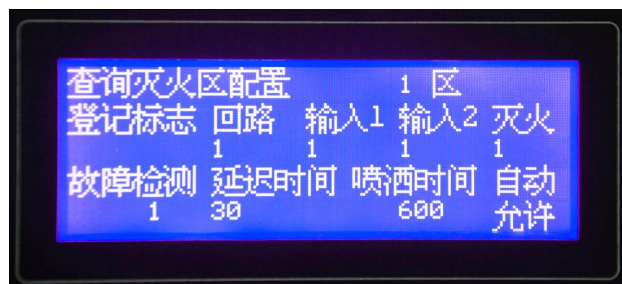 查询灭火区配置 1 区
登记标志 回路 输入1 输入2 灭火
1 1 1 1
故障检测 延迟时间 喷洒时间 自动
1 30 600 允许